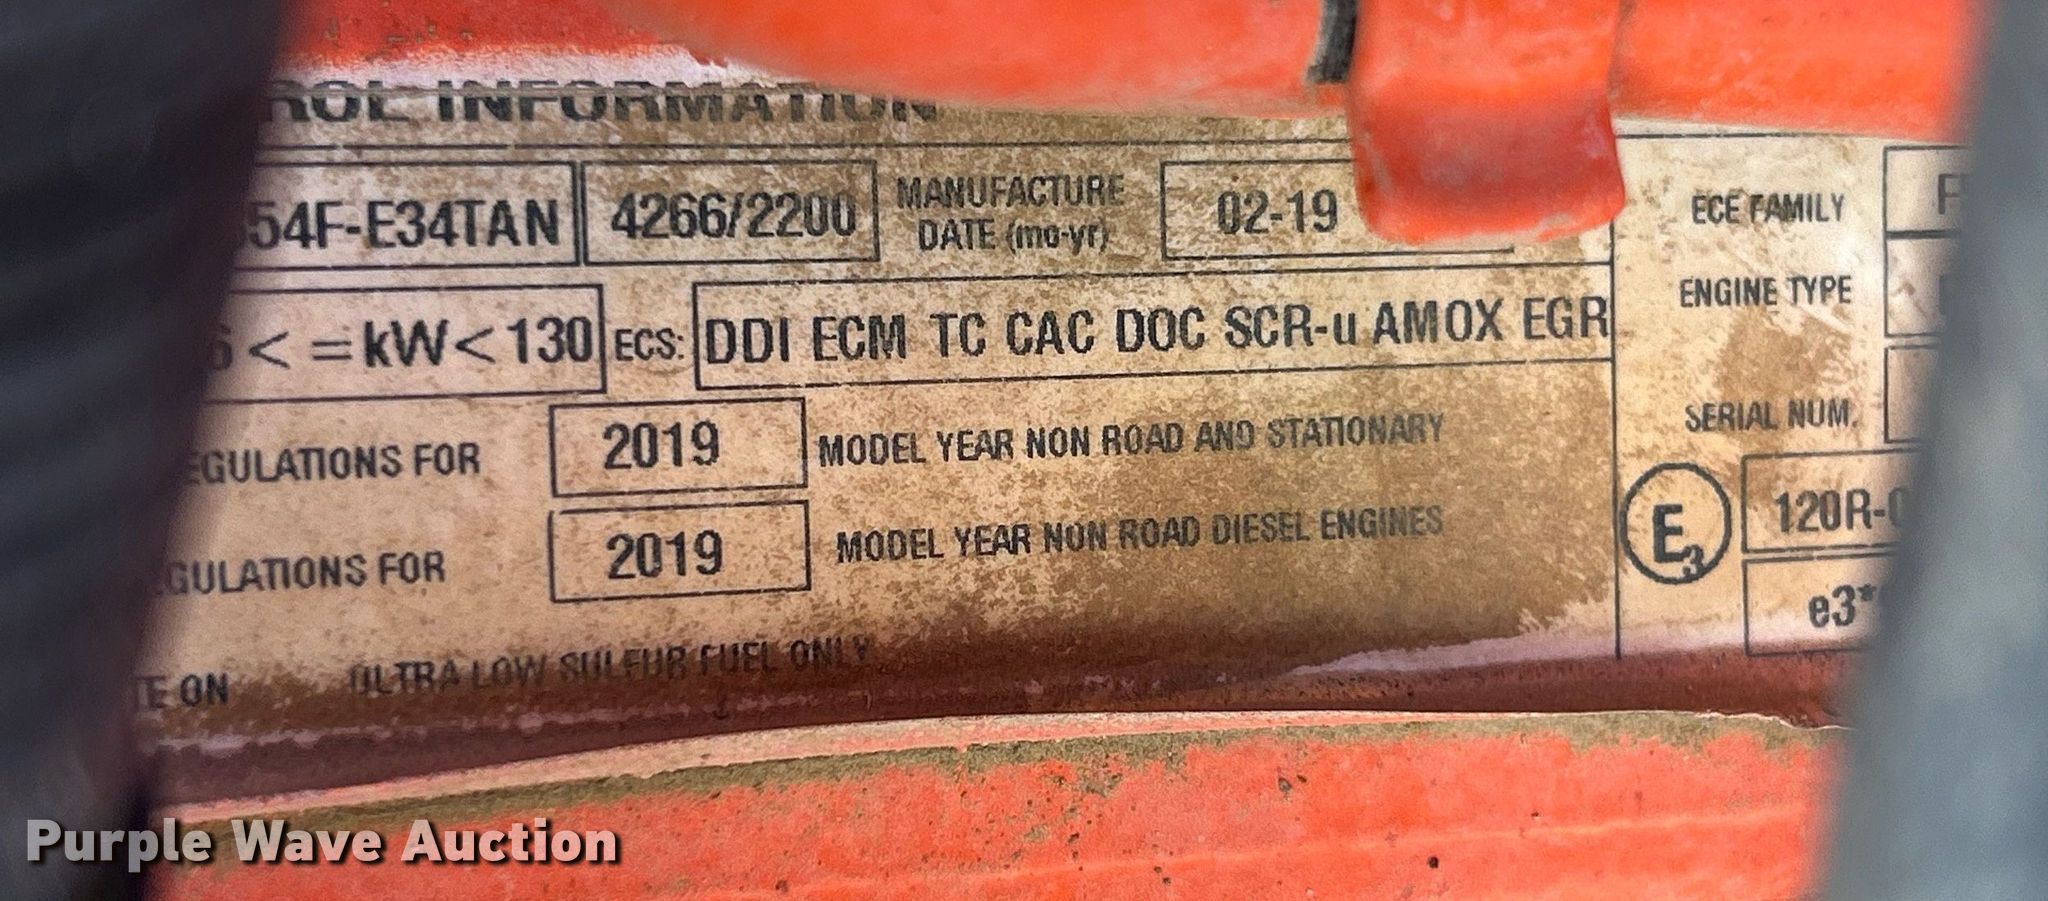 ROL INFORMATION
54F-E34TAN 4266/2200 MANUFACTURE DATE (mo-yr) 02-19
< =kW<130 ECS: DDI ECM TC CAC DOC SCR-u AMOX EGR
EGULATIONS FOR 2019 MODEL YEAR NON ROAD AND STATIONARY
GULATIONS FOR 2019 MODEL YEAR NON ROAD DIESEL ENGINES
TE ON ULTRA LOW SULFUR FUEL ONLY
ECE FAMILY F
ENGINE TYPE
SERIAL NUM.
E3 120R-0
e3*
Purple Wave Auction